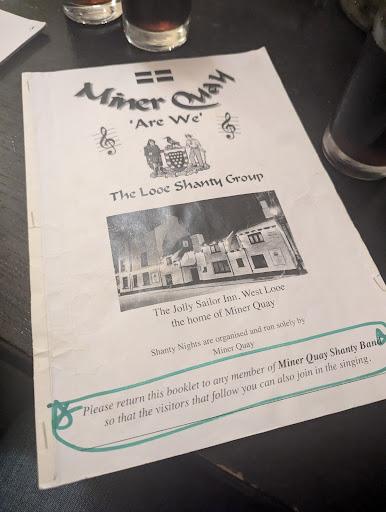 Miner Quay
'Are We'
The Looe Shanty Group
The Jolly Sailor Inn, West Looe
the home of Miner Quay
Shanty Nights are organised and run solely by
Miner Quay
Please return this booklet to any member of Miner Quay Shanty Band
so that the visitors that follow you can also join in the singing.